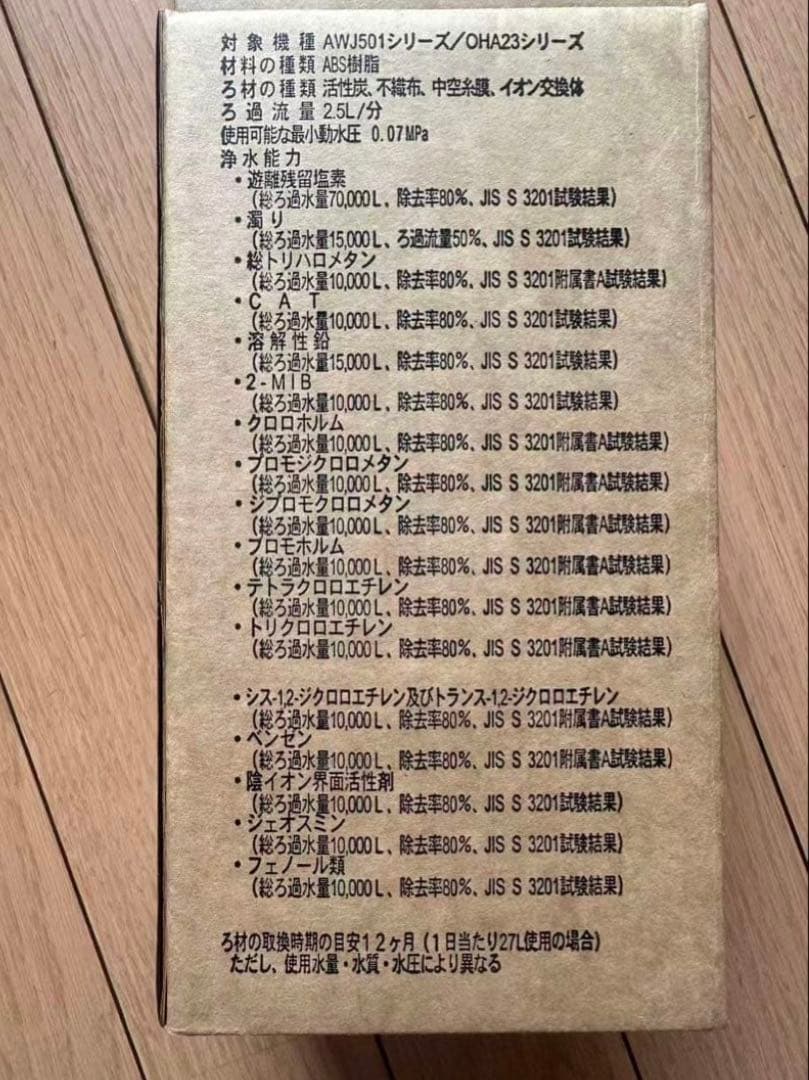 対象機種 AWJ501シリーズ/OHA23シリーズ
材料の種類 ABS樹脂
ろ材の種類 活性炭、不織布、中空糸膜、イオン交換体
ろ過流量 2.5L/分
使用可能な最小動水圧 0.07MPa
浄水能力
・遊離残留塩素
(総ろ過水量70,000L、除去率80%、JIS S 3201試験結果)
・濁り
(総ろ過水量15,000L、ろ過流量50%、JIS S 3201試験結果)
・総トリハロメタン
(総ろ過水量10,000L、除去率80%、JIS S 3201附属書A試験結果)
・CAT
(総ろ過水量10,000L、除去率80%、JIS S 3201試験結果)
・溶解性鉛
(総ろ過水量15,000L、除去率80%、JIS S 3201試験結果)
・2-MIB
(総ろ過水量10,000L、除去率80%、JIS S 3201試験結果)
・クロロホルム
(総ろ過水量10,000L、除去率80%、JIS S 3201附属書A試験結果)
・ブロモジクロロメタン
(総ろ過水量10,000L、除去率80%、JIS S 3201附属書A試験結果)
・ジブロモクロロメタン
(総ろ過水量10,000L、除去率80%、JIS S 3201附属書A試験結果)
・ブロモホルム
(総ろ過水量10,000L、除去率80%、JIS S 3201附属書A試験結果)
・テトラクロロエチレン
(総ろ過水量10,000L、除去率80%、JIS S 3201附属書A試験結果)
・トリクロロエチレン
(総ろ過水量10,000L、除去率80%、JIS S 3201附属書A試験結果)
・シス-1,2-ジクロロエチレン及びトランス-1,2-ジクロロエチレン
(総ろ過水量10,000L、除去率80%、JIS S 3201附属書A試験結果)
・ベンゼン
(総ろ過水量10,000L、除去率80%、JIS S 3201附属書A試験結果)
・陰イオン界面活性剤
(総ろ過水量10,000L、除去率80%、JIS S 3201試験結果)
・ジェオスミン
(総ろ過水量10,000L、除去率80%、JIS S 3201試験結果)
・フェノール類
(総ろ過水量10,000L、除去率80%、JIS S 3201試験結果)
ろ材の取換時期の目安12ヶ月(1日当たり27L使用の場合)
ただし、使用水量・水質・水圧により異なる